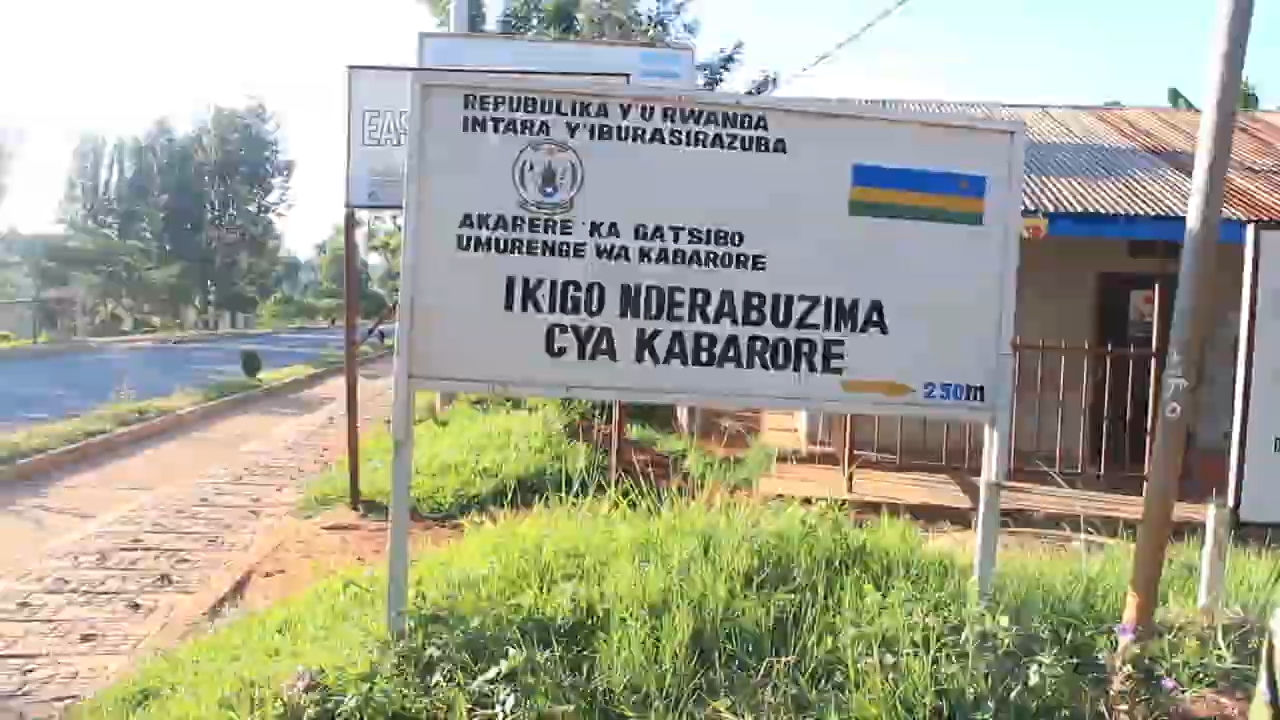 REPUBULIKA Y'U RWANDA
INTARA Y'IBURASIRAZUBA
AKARERE KA GATSIBO
UMURENGE WA KABARORE
IKIGO NDERABUZIMA
CYA KABARORE
250m
EAS